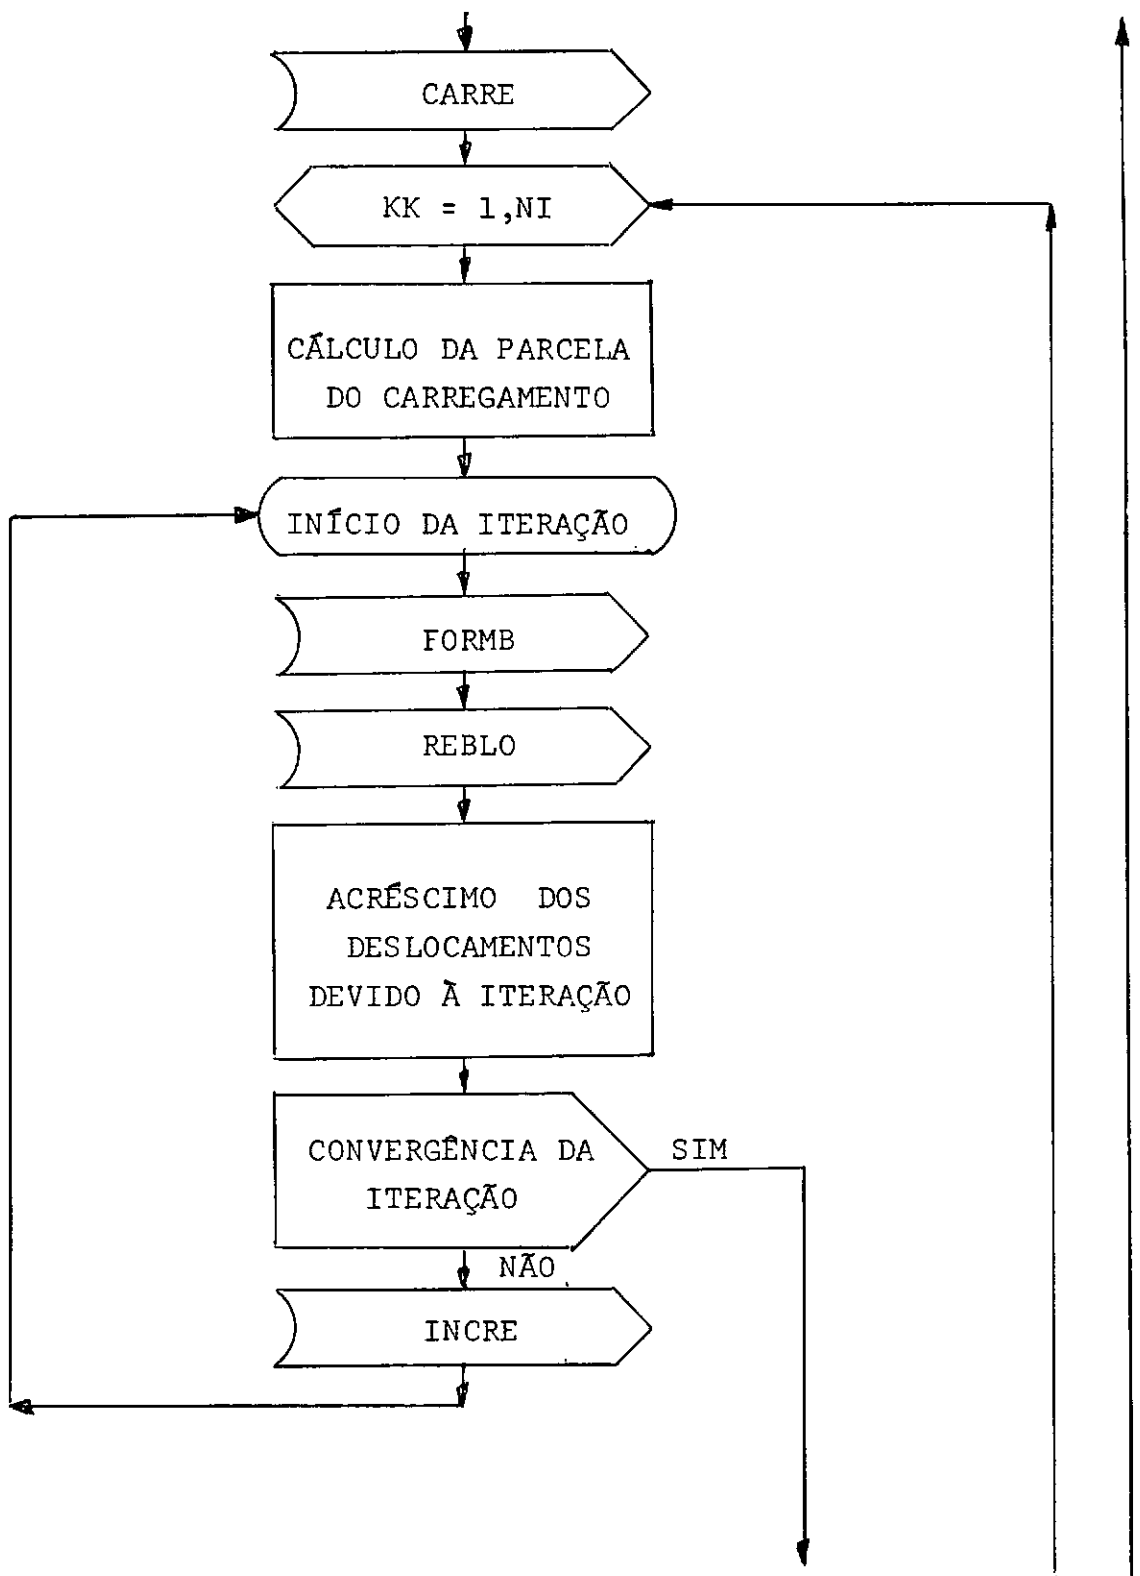 CARRE
KK = 1,NI
CÁLCULO DA PARCELA
DO CARREGAMENTO
INÍCIO DA ITERAÇÃO
FORMB
REBLO
ACRÉSCIMO DOS
DESLOCAMENTOS
DEVIDO À ITERAÇÃO
CONVERGÊNCIA DA
ITERAÇÃO
SIM
NÃO
INCRE